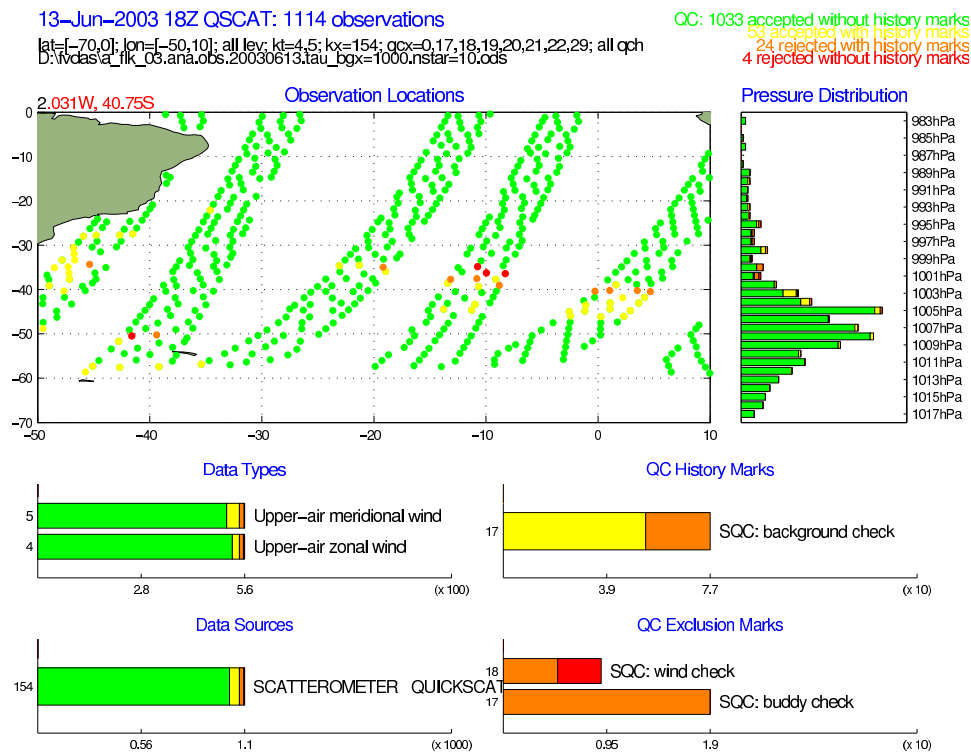 13-Jun-2003 18Z QSCAT: 1114 observations
QC: 1033 accepted without history marks
53 accepted with history marks
24 rejected with history marks
4 rejected without history marks
lat=[-70,0]; lon=[-50,10]; all lev; kt=4,5; kx=154; qcx=0,17,18,19,20,21,22,29; all qch
D:\fvdas\a_flk_03.ana.obs.20030613.tau_bgx=1000.nstar=10.ods
2.031W, 40.75S
Observation Locations
Pressure Distribution
0
-10
-20
-30
-40
-50
-60
-70
-50 -40 -30 -20 -10 0 10
983hPa
985hPa
987hPa
989hPa
991hPa
993hPa
995hPa
997hPa
999hPa
1001hPa
1003hPa
1005hPa
1007hPa
1009hPa
1011hPa
1013hPa
1015hPa
1017hPa
Data Types
5 Upper-air meridional wind
4 Upper-air zonal wind
2.8 5.6 (x 100)
QC History Marks
17 SQC: background check
3.9 7.7 (x 10)
Data Sources
154 SCATTEROMETER QUICKSCAT
0.56 1.1 (x 1000)
QC Exclusion Marks
18 SQC: wind check
17 SQC: buddy check
0.95 1.9 (x 10)